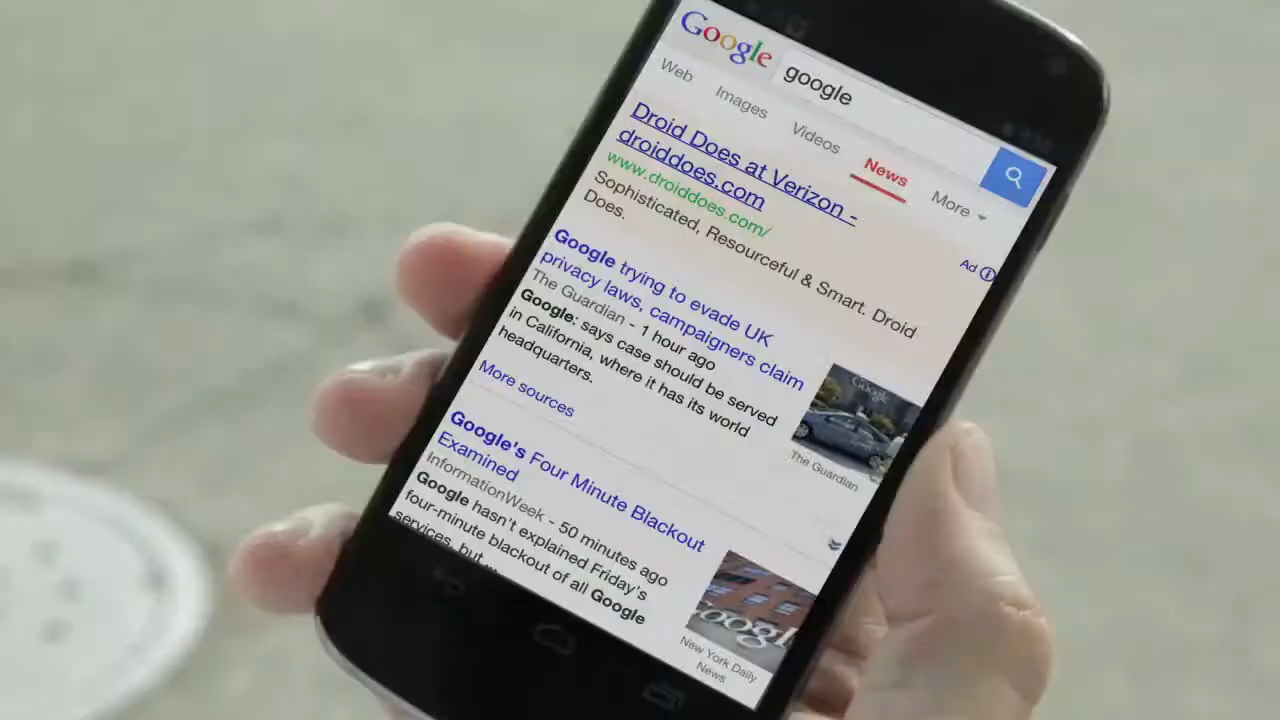 Google
google
Web
Images
Videos
News
More
Droid Does at Verizon -
droiddoes.com
www.droiddoes.com/
Sophisticated, Resourceful & Smart. Droid
Does.
Ad
Google trying to evade UK
privacy laws, campaigners claim
The Guardian - 1 hour ago
Google: says case should be served
in California, where it has its world
headquarters.
Google
The Guardian
More sources
Google's Four Minute Blackout
Examined
InformationWeek - 50 minutes ago
Google hasn't explained Friday's
four-minute blackout of all Google
services, but...
Googl
New York Daily
News